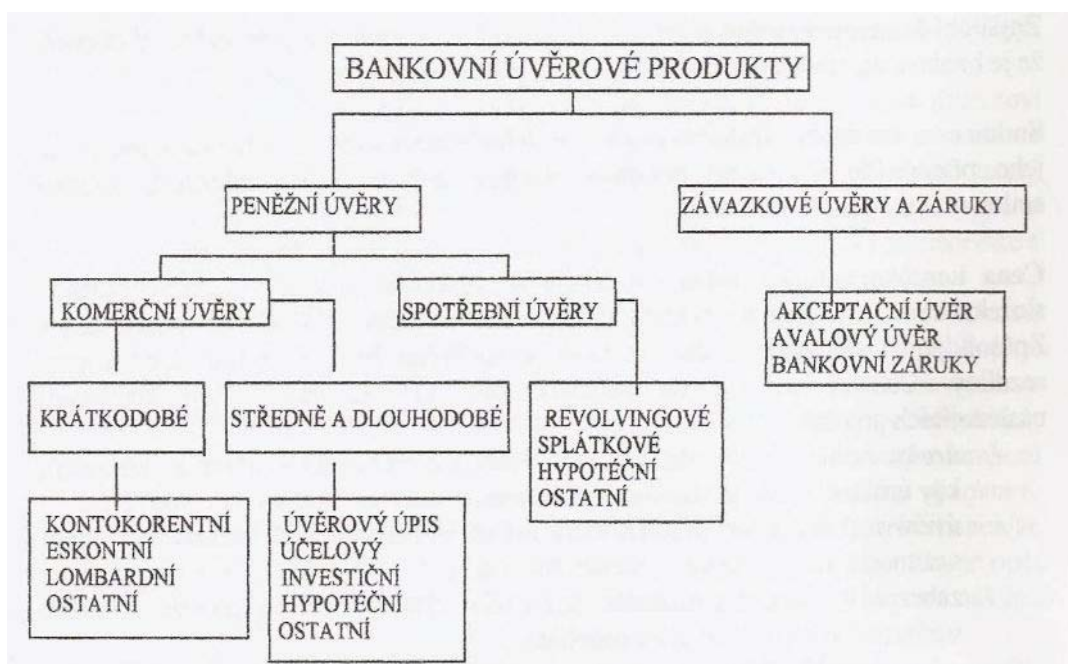 BANKOVNÍ ÚVĚROVÉ PRODUKTY
PENĚŽNÍ ÚVĚRY
ZÁVAZKOVÉ ÚVĚRY A ZÁRUKY
KOMERČNÍ ÚVĚRY
SPOTŘEBNÍ ÚVĚRY
AKCEPTAČNÍ ÚVĚR
AVALOVÝ ÚVĚR
BANKOVNÍ ZÁRUKY
KRÁTKODOBÉ
STŘEDNĚ A DLOUHODOBÉ
REVOLVINGOVÉ
SPLÁTKOVÉ
HYPOTÉČNÍ
OSTATNÍ
KONTOKORENTNÍ
ESKONTNÍ
LOMBARDNÍ
OSTATNÍ
ÚVĚROVÝ ÚPIS
ÚČELOVÝ
INVESTIČNÍ
HYPOTÉČNÍ
OSTATNÍ